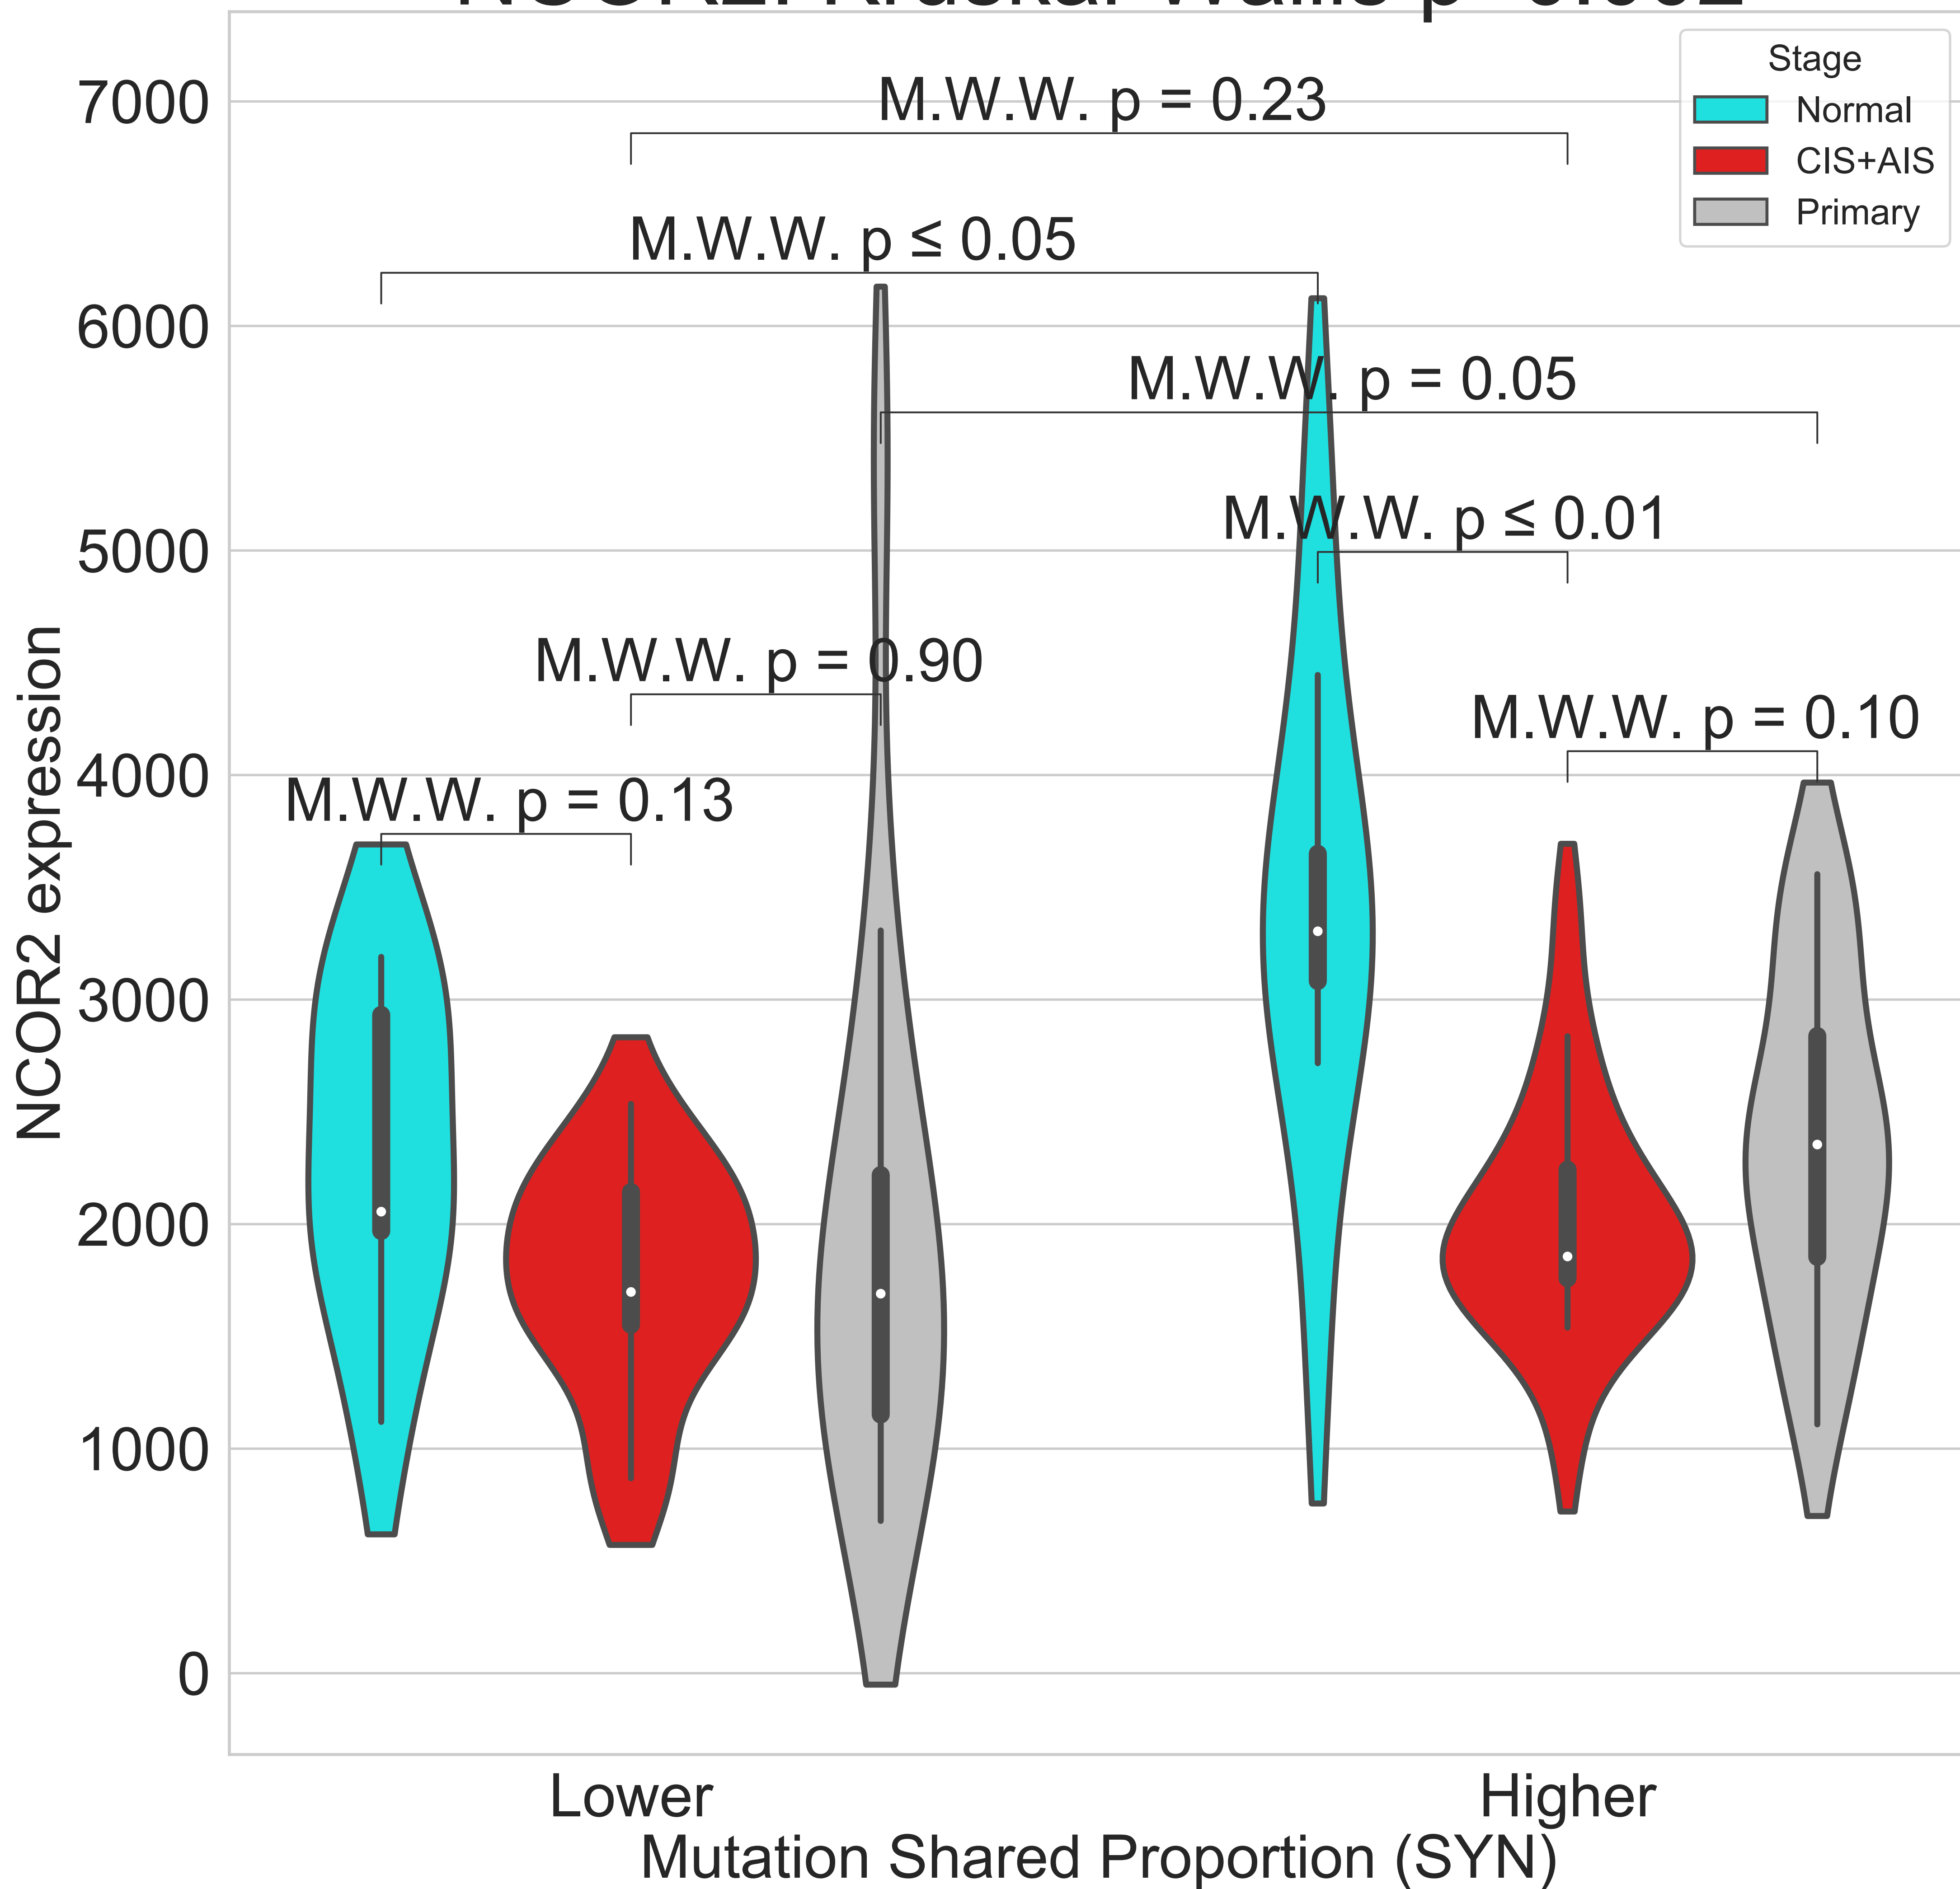 Stage
Normal
CIS+AIS
Primary
M.W.W. p = 0.23
M.W.W. p ≤ 0.05
M.W.W. p = 0.05
M.W.W. p ≤ 0.01
M.W.W. p = 0.90
M.W.W. p = 0.10
M.W.W. p = 0.13
7000
6000
5000
4000
3000
2000
1000
0
NCOR2 expression
Lower
Higher
Mutation Shared Proportion (SYN)